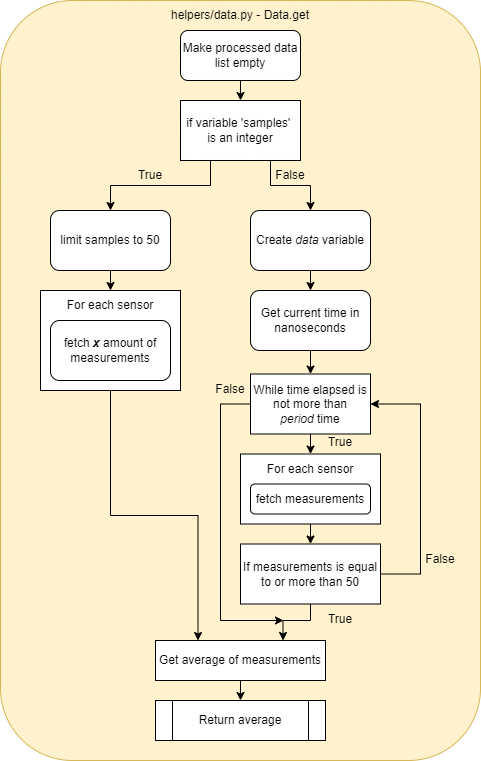 helpers/data.py - Data.get
Make processed data
list empty
if variable 'samples'
is an integer
True
False
limit samples to 50
Create data variable
For each sensor
fetch x amount of
measurements
Get current time in
nanoseconds
False
While time elapsed is
not more than
period time
True
For each sensor
fetch measurements
If measurements is equal
to or more than 50
False
True
Get average of measurements
Return average